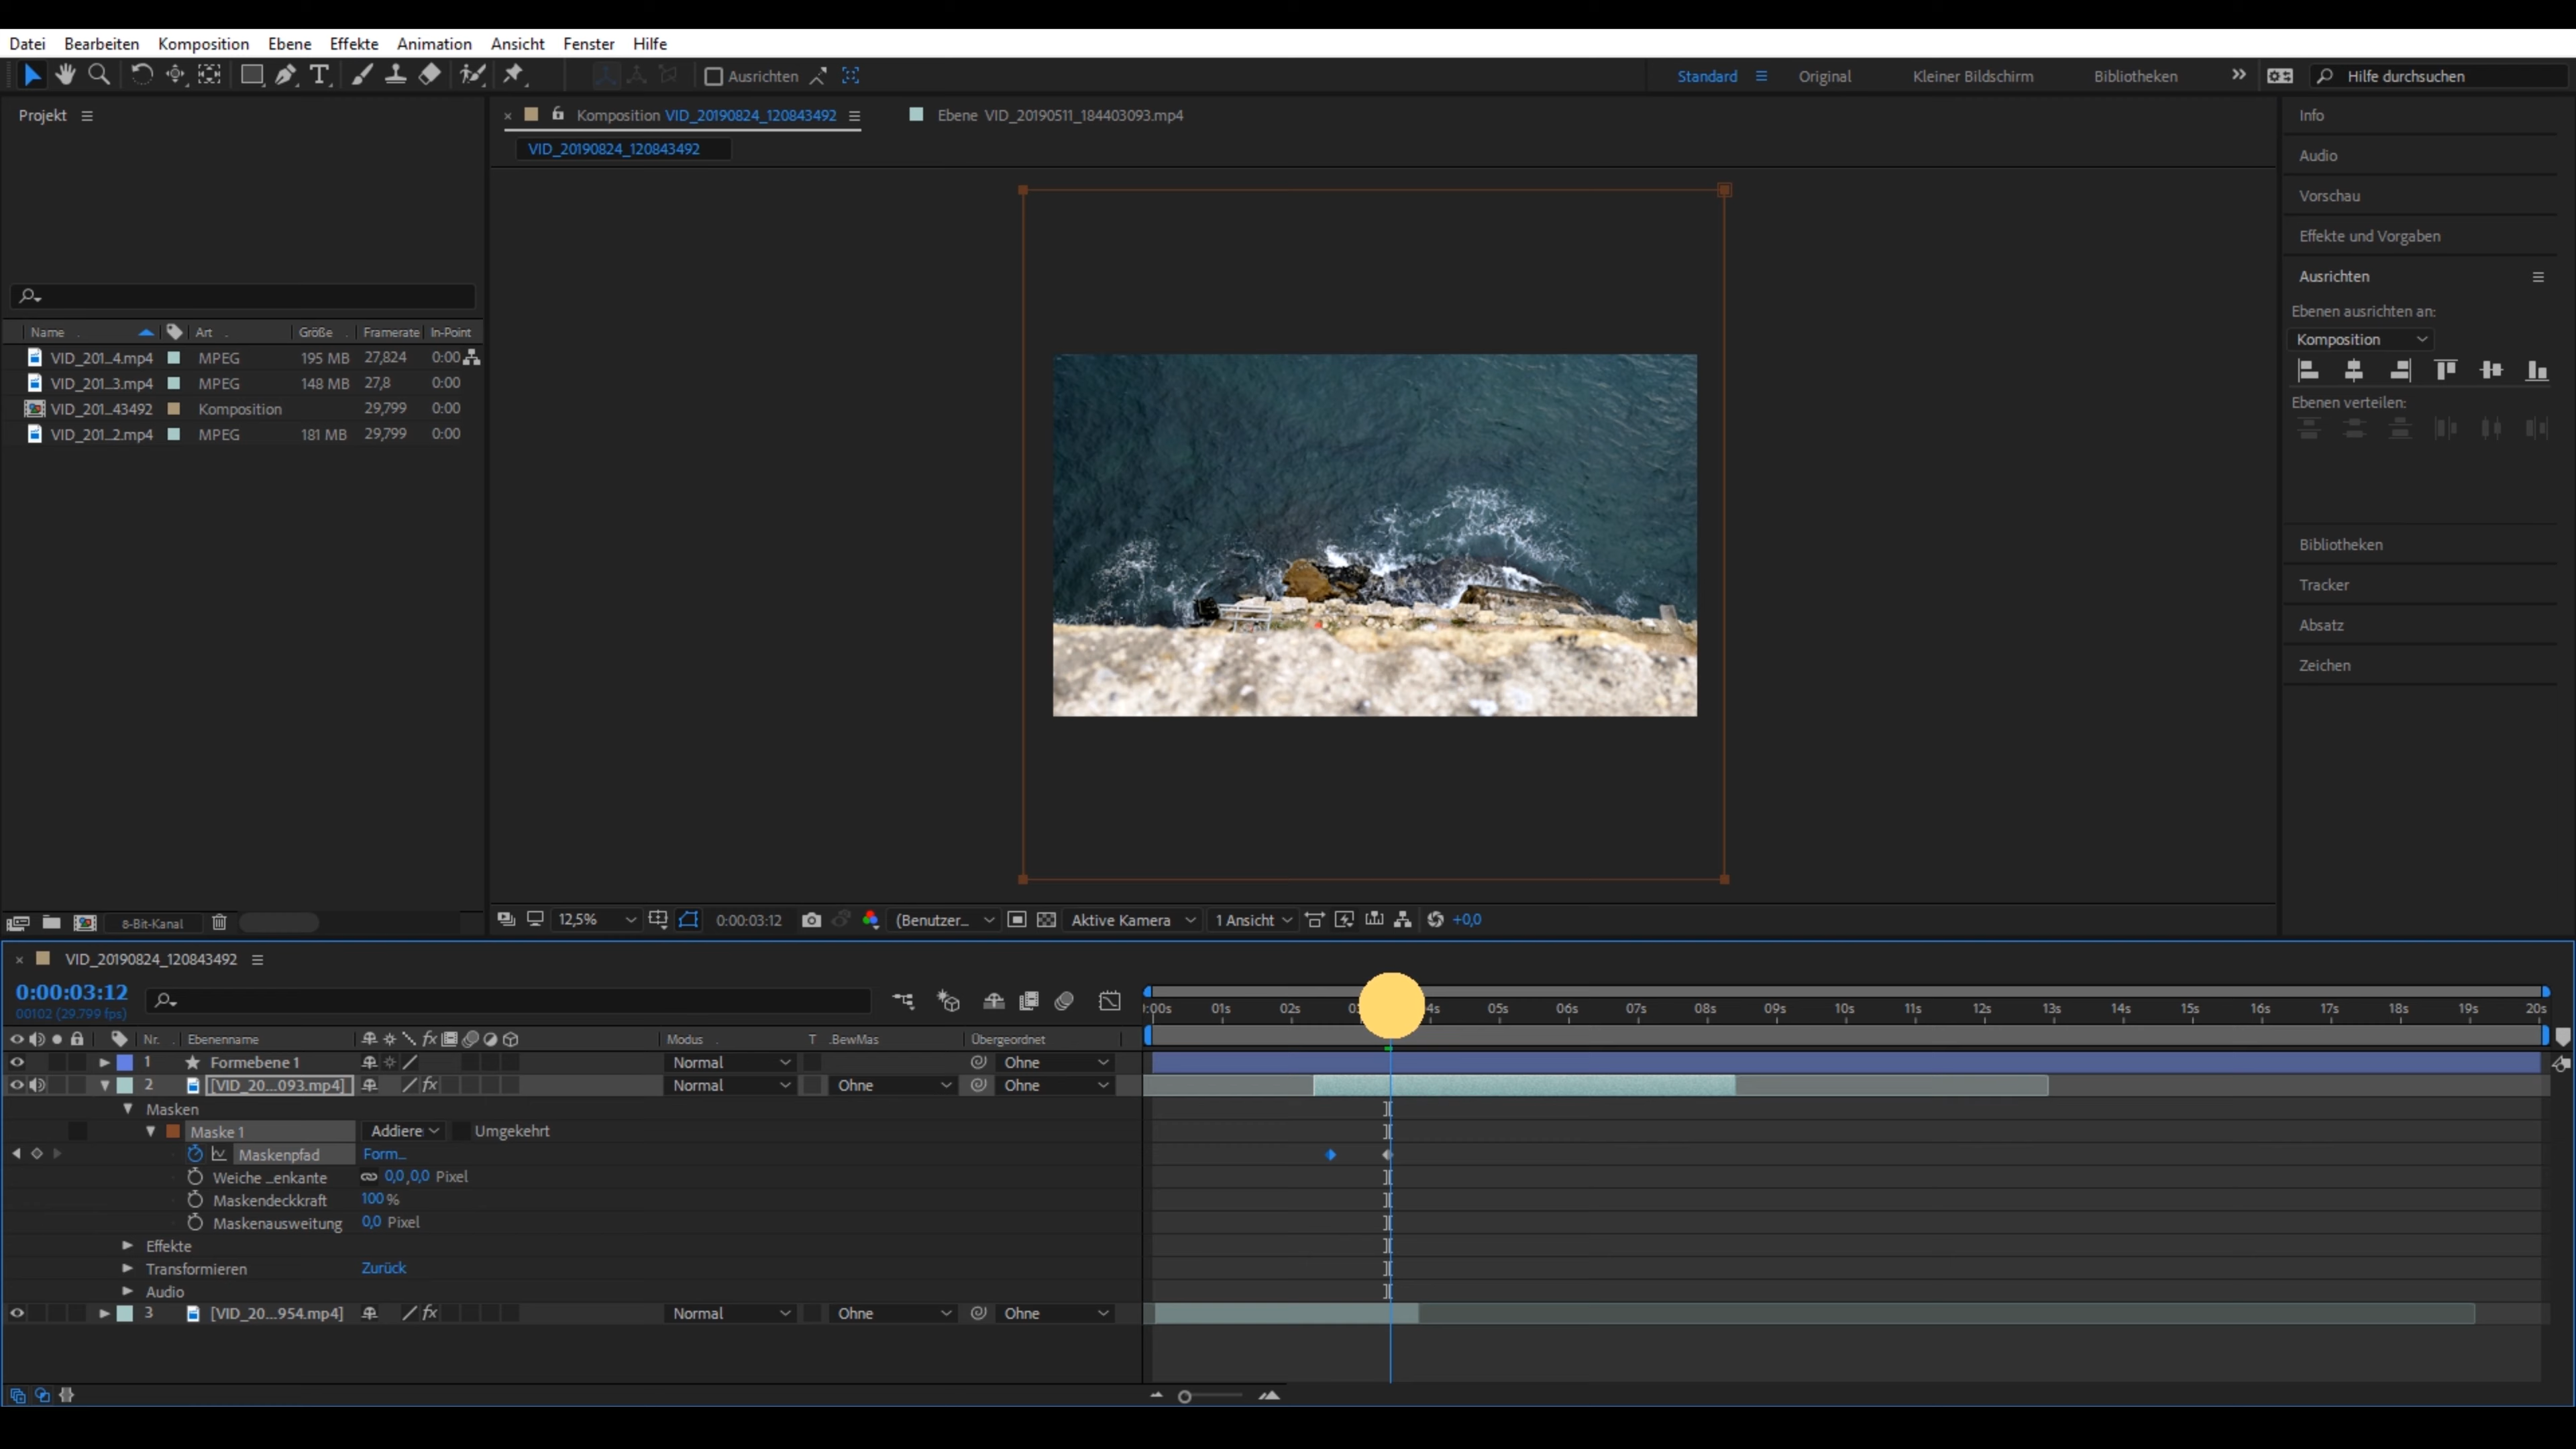 Datei Bearbeiten Komposition Ebene Effekte Animation Ansicht Fenster Hilfe
Ausrichten Standard Original Kleiner Bildschirm Bibliotheken Hilfe durchsuchen
Projekt
Komposition VID_20190824_120843492 Ebene VID_20190511_184403093.mp4
VID_20190824_120843492
Name Art Größe Framerate In-Point
VID_201...4.mp4 MPEG 195 MB 27,824 0:00
VID_201...3.mp4 MPEG 148 MB 27,8 0:00
VID_201...43492 Komposition 29,799 0:00
VID_201...2.mp4 MPEG 181 MB 29,799 0:00
Info
Audio
Vorschau
Effekte und Vorgaben
Ausrichten
Ebenen ausrichten an:
Komposition
Ebenen verteilen:
Bibliotheken
Tracker
Absatz
Zeichen
8-Bit-Kanal
12,5% 0:00:03:12 (Benutzer... Aktive Kamera 1 Ansicht +0,0
VID_20190824_120843492
0:00:03:12
00102 (29.799 fps)
):00s 01s 02s 03 4s 05s 06s 07s 08s 09s 10s 11s 12s 13s 14s 15s 16s 17s 18s 19s 20s
Nr. Ebenenname fx Modus T .BewMas Übergeordnet
1 Formebene 1 Normal Ohne
2 [VID_20...093.mp4] fx Normal Ohne Ohne
Masken
Maske 1 Addiere Umgekehrt
Maskenpfad Form...
Weiche ...enkante 0,0,0,0 Pixel
Maskendeckkraft 100 %
Maskenausweitung 0,0 Pixel
Effekte
Transformieren Zurück
Audio
3 [VID_20...954.mp4] fx Normal Ohne Ohne